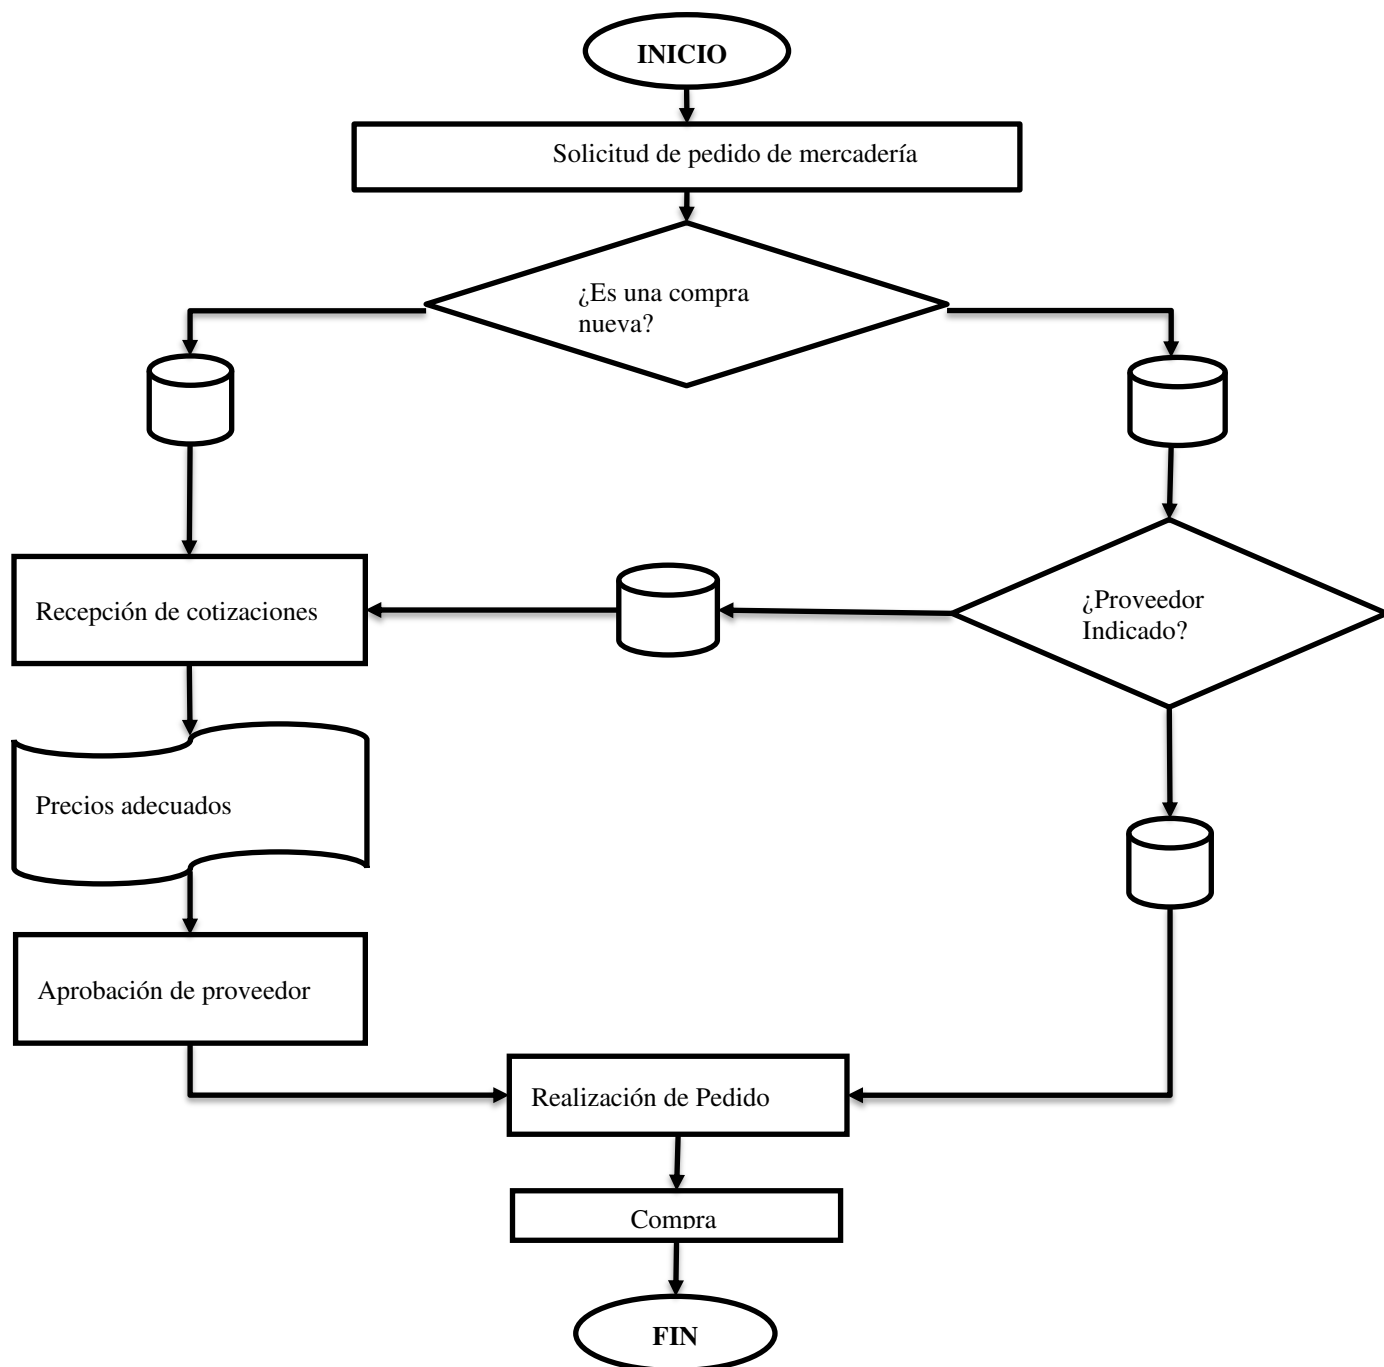 INICIO
Solicitud de pedido de mercadería
¿Es una compra
nueva?
Recepción de cotizaciones
¿Proveedor
Indicado?
Precios adecuados
Aprobación de proveedor
Realización de Pedido
Compra
FIN